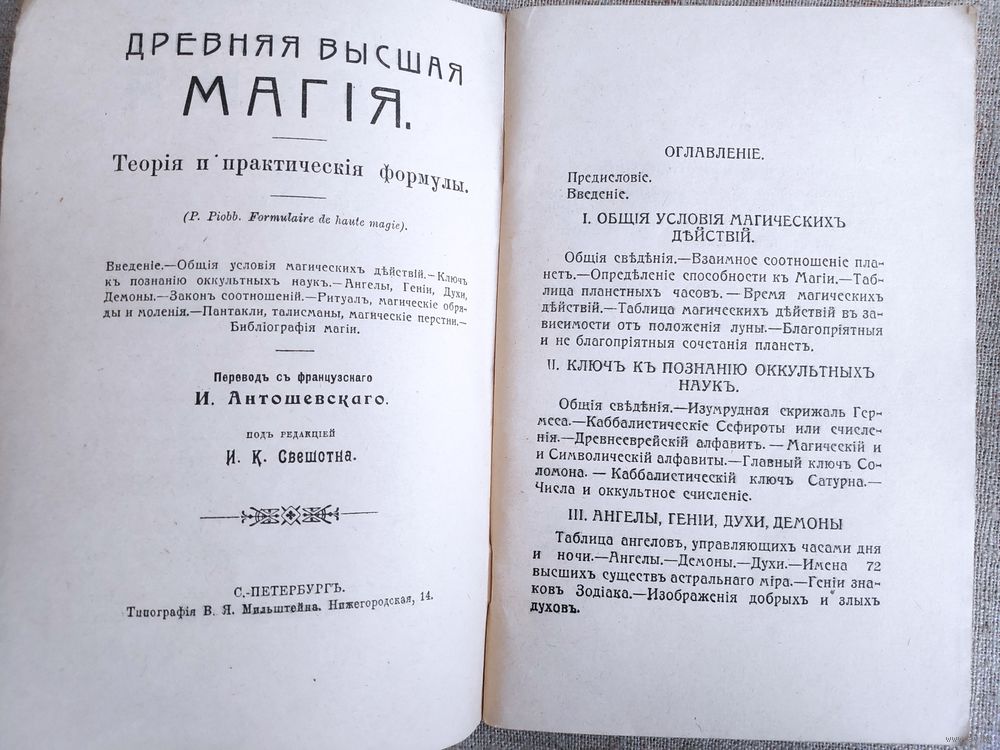 ДРЕВНЯЯ ВЫСШАЯ
МАГІЯ.
Теорія и практическія формулы.
(P. Piobb. Formulaire de haute magie).
Введеніе.—Общія условія магическихъ дѣйствій.—Ключъ
къ познанію оккультныхъ наукъ.—Ангелы, Геніи, Духи,
Демоны.—Законъ соотношеній.—Ритуалъ, магическіе обря-
ды и моленія.—Пантакли, талисманы, магическіе перстни.—
Библіографія магіи.
Переводъ съ французскаго
И. Антошевскаго.
ПОДЪ РЕДАКЦІЕЙ
И. К. Свешотна.
С.-ПЕТЕРБУРГЪ.
Типографія В. Я. Мильштейна. Нижегородская, 14.
ОГЛАВЛЕНІЕ.
Предисловіе.
Введеніе.
I. ОБЩІЯ УСЛОВІЯ МАГИЧЕСКИХЪ
ДѢЙСТВІЙ.
Общія свѣдѣнія.—Взаимное соотношеніе пла-
нетъ.—Опредѣленіе способности къ Магіи.—Таб-
лица планетныхъ часовъ.—Время магическихъ
дѣйствій.—Таблица магическихъ дѣйствій въ за-
висимости отъ положенія луны.—Благопріятныя
и не благопріятныя сочетанія планетъ.
II. КЛЮЧЪ КЪ ПОЗНАНІЮ ОККУЛЬТНЫХЪ
НАУКЪ.
Общія свѣдѣнія.—Изумрудная скрижаль Гер-
меса.—Каббалистическіе Сефироты или счисле-
нія.—Древнееврейскій алфавитъ.—Магическій и
и Символическій алфавиты.—Главный ключъ Со-
ломона.—Каббалистическій ключъ Сатурна.—
Числа и оккультное счисленіе.
III. АНГЕЛЫ, ГЕНІИ, ДУХИ, ДЕМОНЫ
Таблица ангеловъ, управляющихъ часами дня
и ночи.—Ангелы.—Демоны.—Духи.—Имена 72
высшихъ существъ астральнаго міра.—Геніи зна-
ковъ Зодіака.—Изображенія добрыхъ и злыхъ
духовъ.